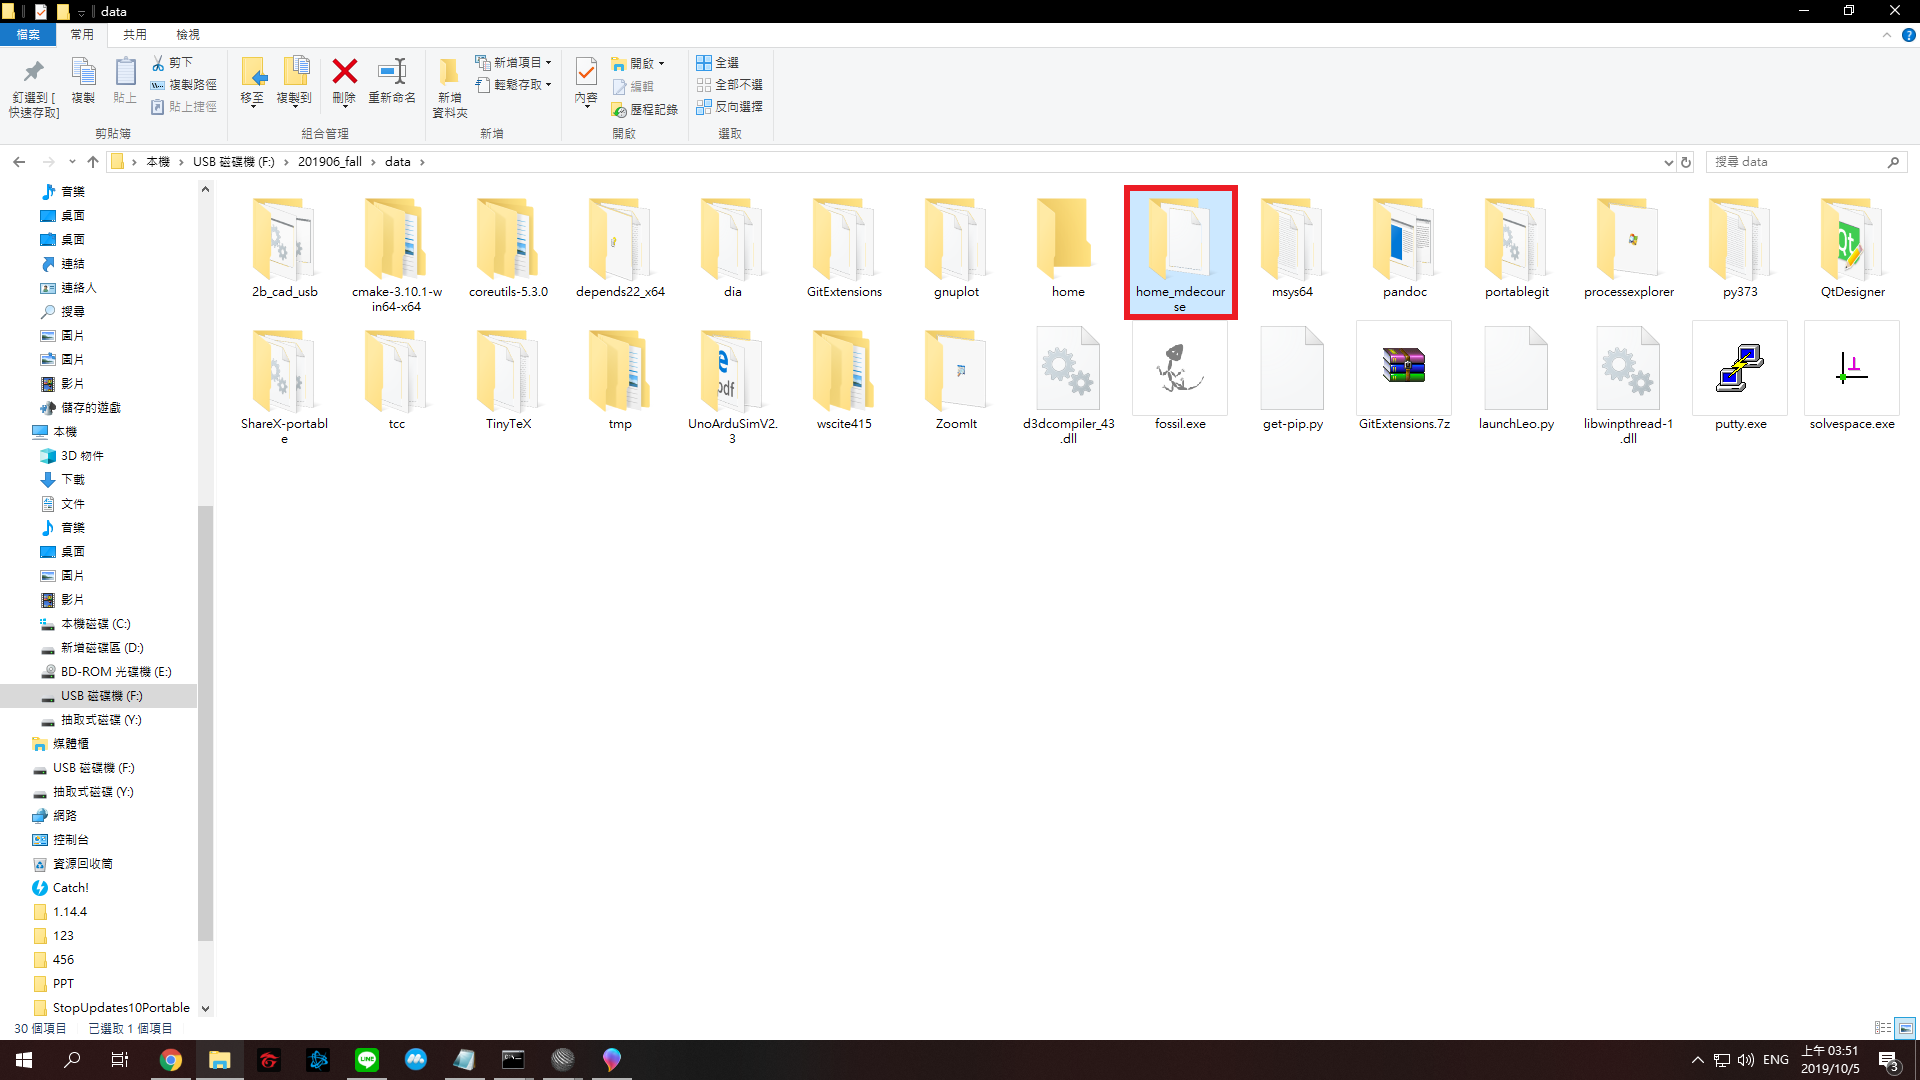 data
檔案
常用
共用
檢視
釘選到 [
快速存取]
複製
貼上
剪下
複製路徑
貼上捷徑
剪貼簿
移至
複製到
刪除
重新命名
組合管理
新增
資料夾
新增項目
輕鬆存取
新增
內容
開啟
編輯
歷程記錄
開啟
全選
全部不選
反向選擇
選取
本機 › USB 磁碟機 (F:) › 201906_fall › data ›
搜尋 data
音樂
桌面
桌面
連結
連絡人
搜尋
圖片
圖片
影片
儲存的遊戲
本機
3D 物件
下載
文件
音樂
桌面
圖片
影片
本機磁碟 (C:)
新增磁碟區 (D:)
BD-ROM 光碟機 (E:)
USB 磁碟機 (F:)
抽取式磁碟 (Y:)
媒體櫃
USB 磁碟機 (F:)
抽取式磁碟 (Y:)
網路
控制台
資源回收筒
Catch!
1.14.4
123
456
PPT
StopUpdates10Portable
2b_cad_usb
cmake-3.10.1-w
in64-x64
coreutils-5.3.0
depends22_x64
dia
GitExtensions
gnuplot
home
home_mdecour
se
msys64
pandoc
portablegit
processexplorer
py373
QtDesigner
ShareX-portabl
e
tcc
TinyTeX
tmp
UnoArduSimV2.
3
wscite415
ZoomIt
d3dcompiler_43
.dll
fossil.exe
get-pip.py
GitExtensions.7z
launchLeo.py
libwinpthread-1
.dll
putty.exe
solvespace.exe
30 個項目
已選取 1 個項目
ENG
上午 03:51
2019/10/5
3